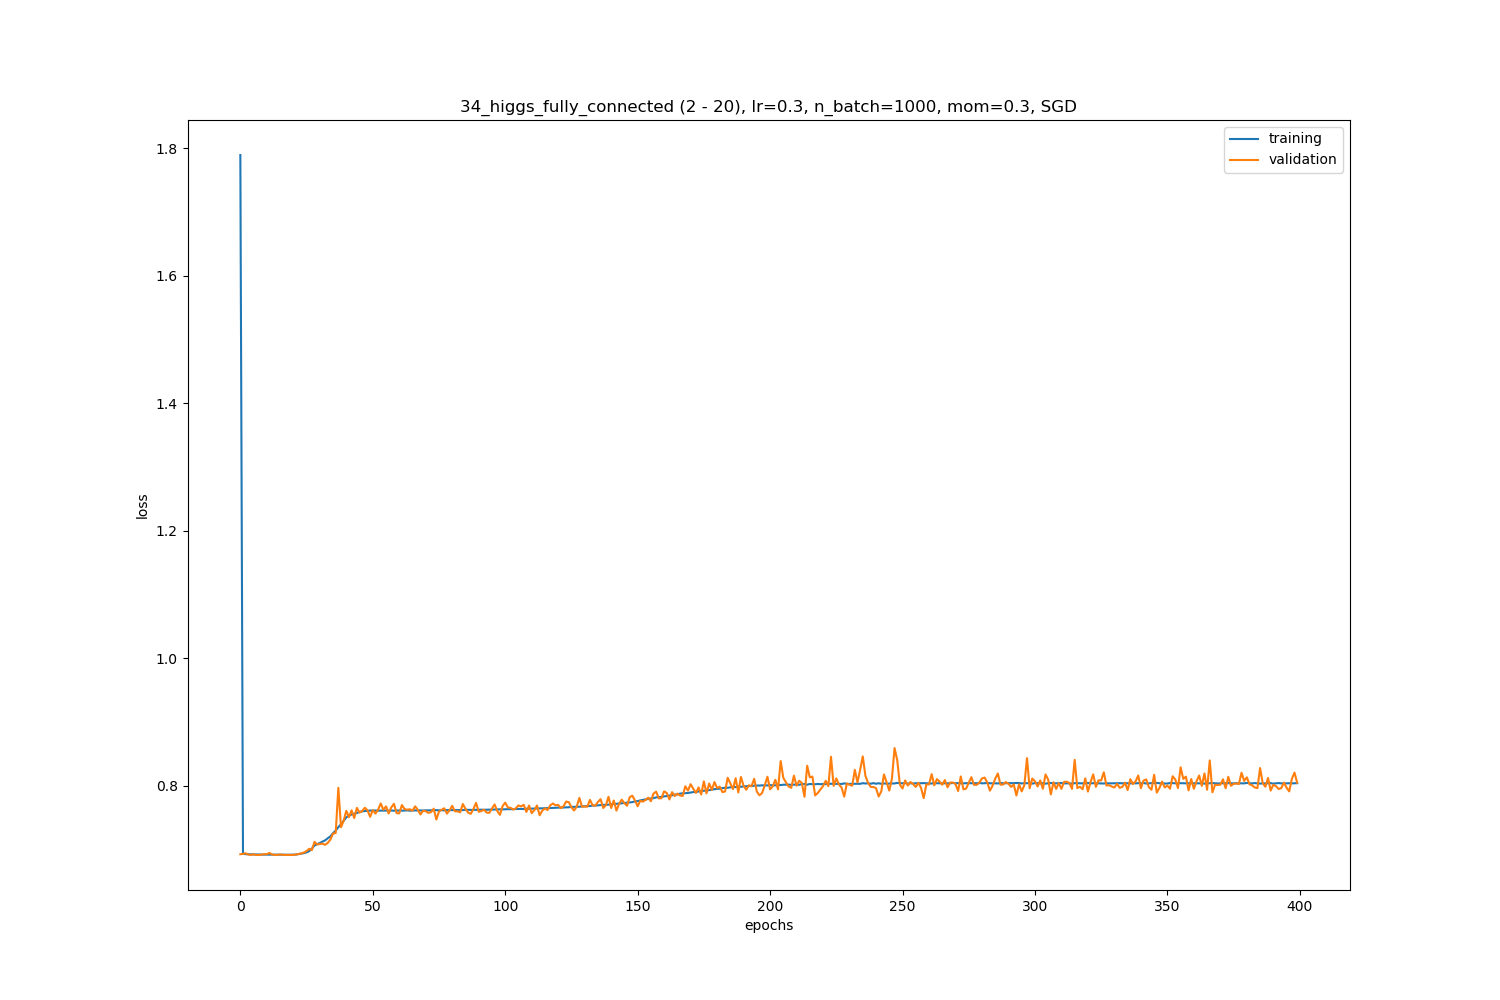 34_higgs_fully_connected (2 - 20), lr=0.3, n_batch=1000, mom=0.3, SGD
training
validation
1.8
1.6
1.4
1.2
1.0
0.8
loss
0 50 100 150 200 250 300 350 400
epochs